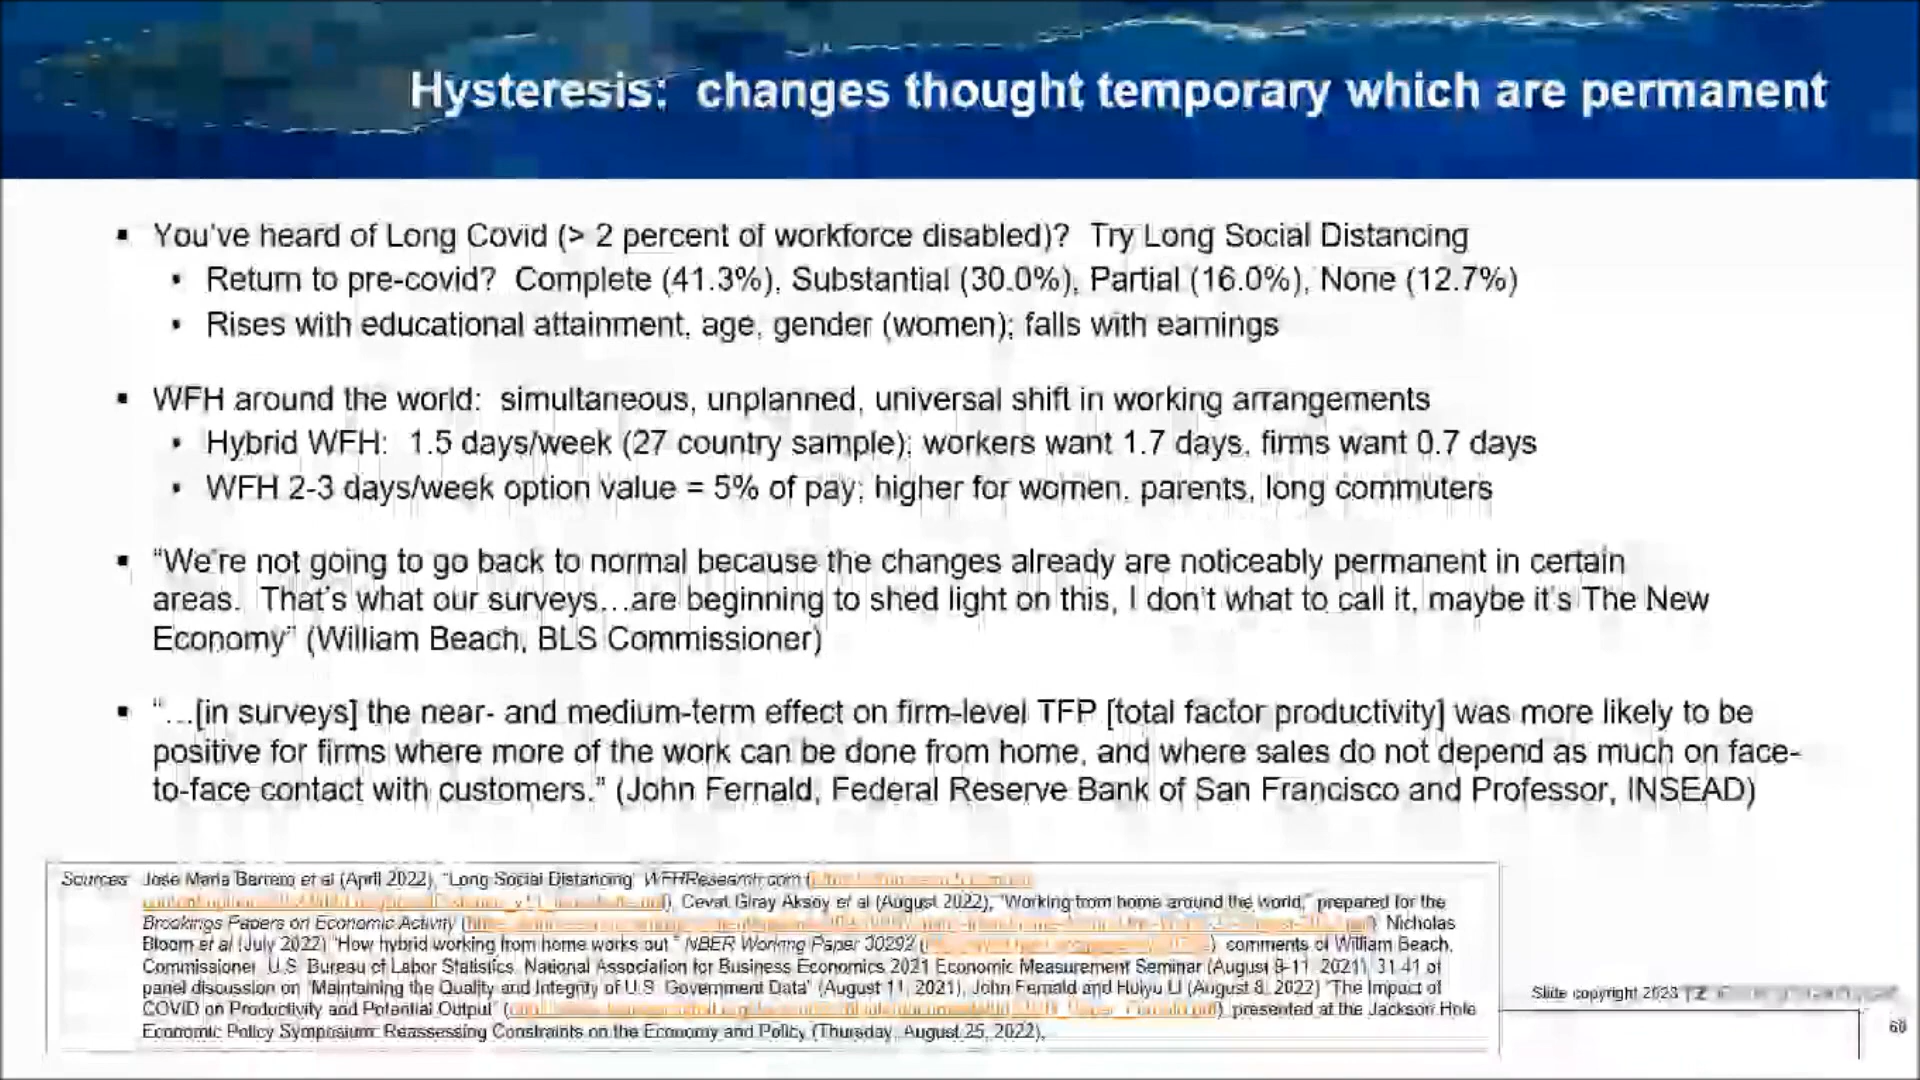 Hysteresis: changes thought temporary which are permanent
▪ You've heard of Long Covid (> 2 percent of workforce disabled)? Try Long Social Distancing
▪ Return to pre-covid? Complete (41.3%), Substantial (30.0%), Partial (16.0%), None (12.7%)
▪ Rises with educational attainment, age, gender (women); falls with earnings
▪ WFH around the world: simultaneous, unplanned, universal shift in working arrangements
▪ Hybrid WFH: 1.5 days/week (27 country sample); workers want 1.7 days, firms want 0.7 days
▪ WFH 2-3 days/week option value = 5% of pay; higher for women, parents, long commuters
▪ "We're not going to go back to normal because the changes already are noticeably permanent in certain
areas. That's what our surveys…are beginning to shed light on this, I don't what to call it, maybe it's The New
Economy" (William Beach, BLS Commissioner)
▪ "…[in surveys] the near- and medium-term effect on firm-level TFP [total factor productivity] was more likely to be
positive for firms where more of the work can be done from home, and where sales do not depend as much on face-
to-face contact with customers." (John Fernald, Federal Reserve Bank of San Francisco and Professor, INSEAD)
Sources: Jose Maria Barrero et al (April 2022), "Long Social Distancing" WFHResearch.com (
), Cevat Giray Aksoy et al (August 2022), "Working from home around the world," prepared for the
Brookings Papers on Economic Activity ( ) Nicholas
Bloom et al (July 2022) "How hybrid working from home works out." NBER Working Paper 30292 ( ) comments of William Beach,
Commissioner, U.S. Bureau of Labor Statistics, National Association for Business Economics 2021 Economic Measurement Seminar (August 9-11, 2021), 31:41 of
panel discussion on "Maintaining the Quality and Integrity of U.S. Government Data" (August 11, 2021), John Fernald and Huiyu Li (August 8, 2022) "The Impact of
COVID on Productivity and Potential Output" ( ) presented at the Jackson Hole
Economic Policy Symposium: Reassessing Constraints on the Economy and Policy (Thursday, August 25, 2022).
Slide copyright 2023
60